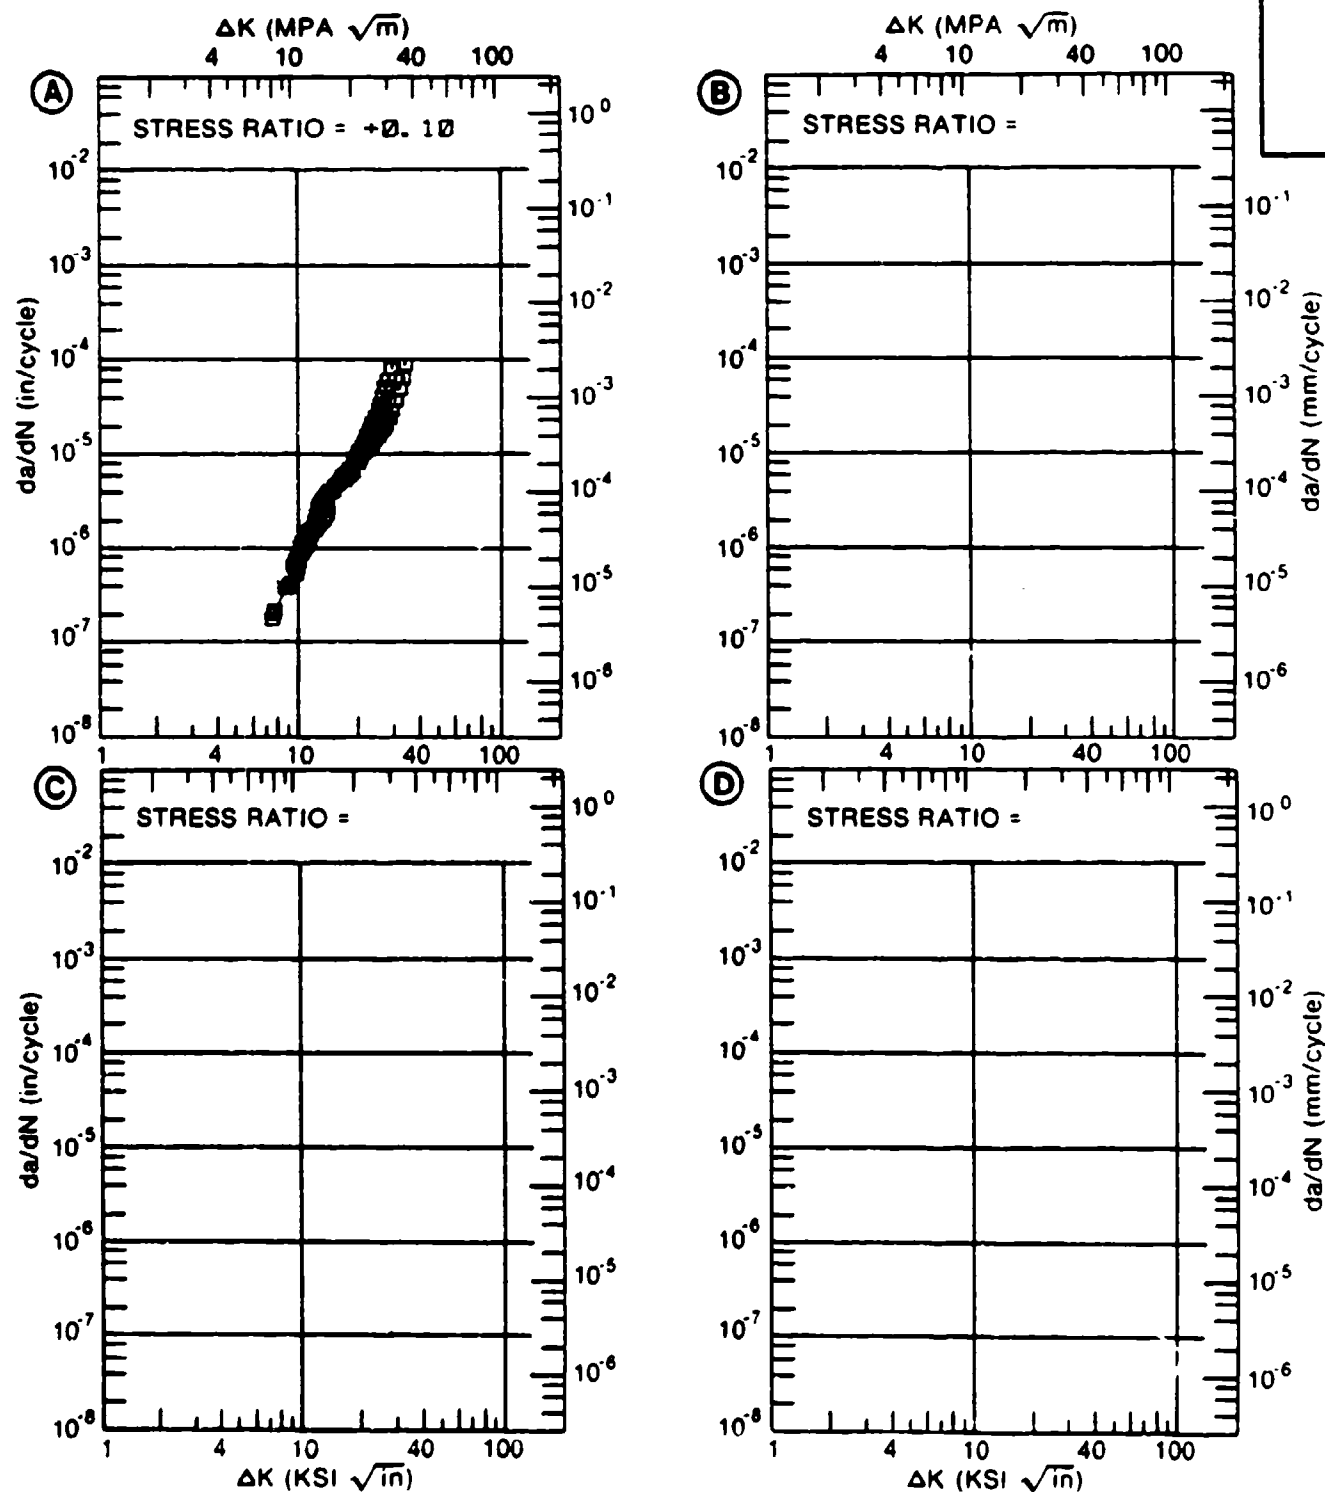 ΔK (MPA √m)
4 10 40 100
A
STRESS RATIO = +0.10
da/dN (in/cycle)
10⁻²
10⁻³
10⁻⁴
10⁻⁵
10⁻⁶
10⁻⁷
10⁻⁸
10⁰
10⁻¹
10⁻²
10⁻³
10⁻⁴
10⁻⁵
10⁻⁶
1 4 10 40 100
ΔK (MPA √m)
4 10 40 100
B
STRESS RATIO =
10⁻²
10⁻³
10⁻⁴
10⁻⁵
10⁻⁶
10⁻⁷
10⁻⁸
10⁻¹
10⁻²
10⁻³
10⁻⁴
10⁻⁵
10⁻⁶
da/dN (mm/cycle)
1 4 10 40 100
C
STRESS RATIO =
da/dN (in/cycle)
10⁻²
10⁻³
10⁻⁴
10⁻⁵
10⁻⁶
10⁻⁷
10⁻⁸
10⁰
10⁻¹
10⁻²
10⁻³
10⁻⁴
10⁻⁵
10⁻⁶
1 4 10 40 100
ΔK (KSI √in)
D
STRESS RATIO =
10⁻²
10⁻³
10⁻⁴
10⁻⁵
10⁻⁶
10⁻⁷
10⁻⁸
10⁰
10⁻¹
10⁻²
10⁻³
10⁻⁴
10⁻⁵
10⁻⁶
da/dN (mm/cycle)
1 4 10 40 100
ΔK (KSI √in)